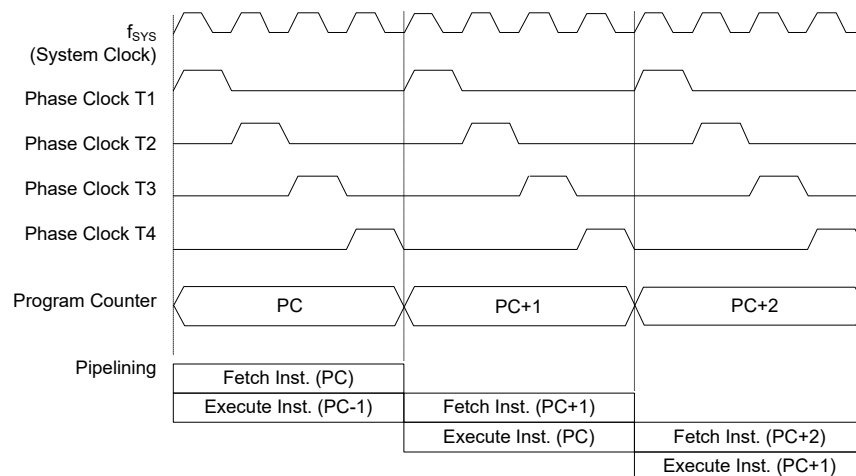 fSYS
(System Clock)
Phase Clock T1
Phase Clock T2
Phase Clock T3
Phase Clock T4
Program Counter PC PC+1 PC+2
Pipelining
Fetch Inst. (PC)
Execute Inst. (PC-1) Fetch Inst. (PC+1)
Execute Inst. (PC) Fetch Inst. (PC+2)
Execute Inst. (PC+1)